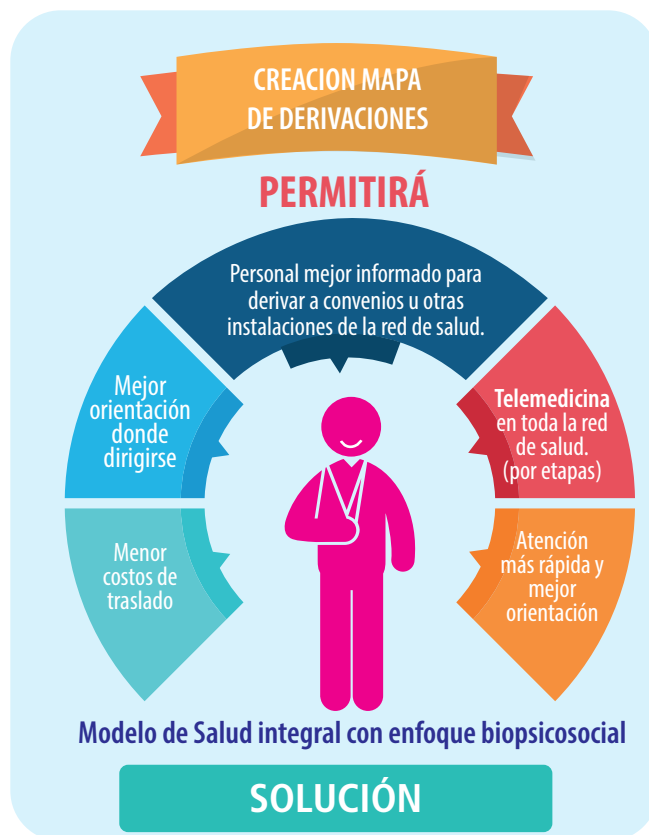 CREACION MAPA
DE DERIVACIONES
PERMITIRÁ
Personal mejor informado para
derivar a convenios u otras
instalaciones de la red de salud.
Mejor
orientación
donde
dirigirse
Telemedicina
en toda la red
de salud.
(por etapas)
Menor
costos de
traslado
Atención
más rápida y
mejor
orientación
Modelo de Salud integral con enfoque biopsicosocial
SOLUCIÓN